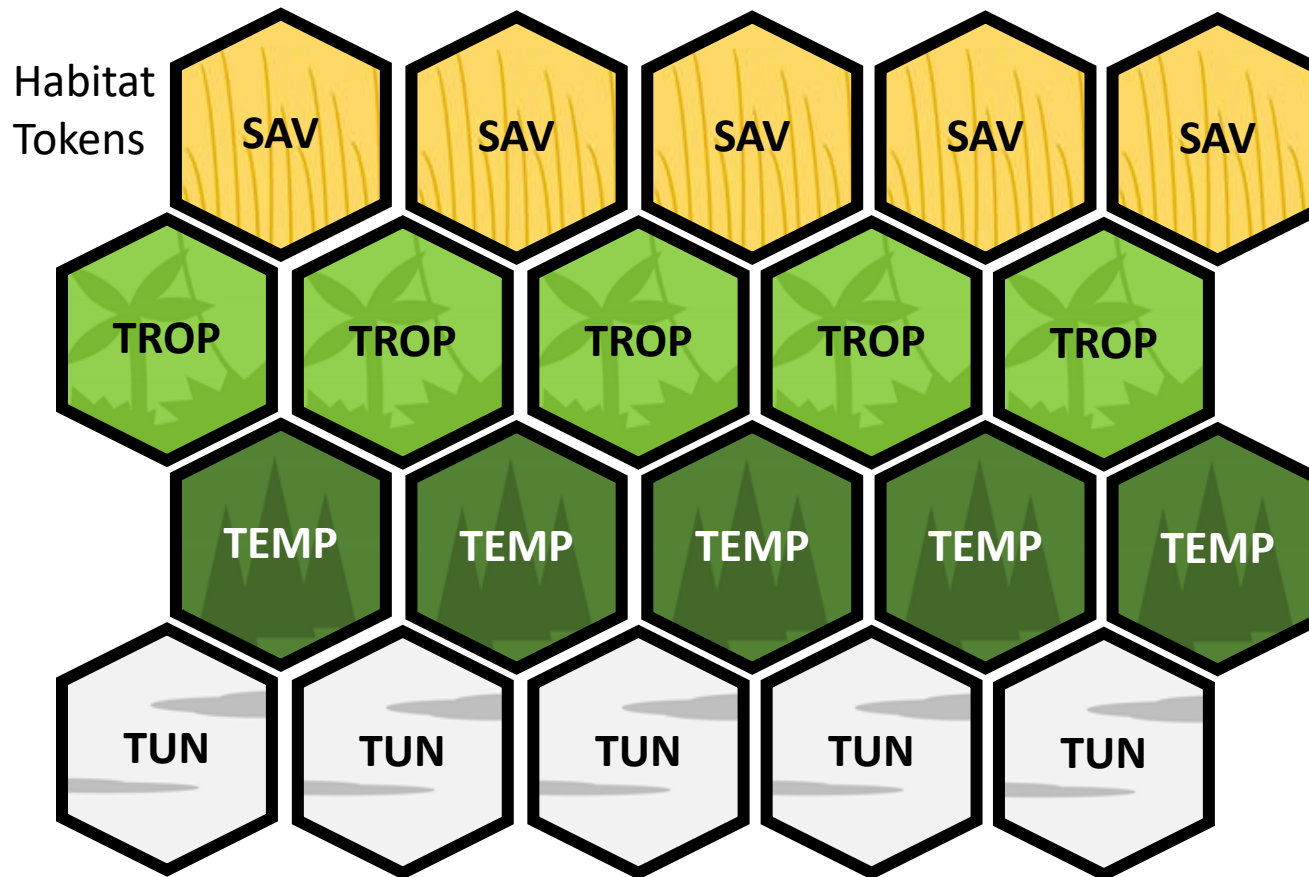 Habitat
Tokens
SAV SAV SAV SAV SAV
TROP TROP TROP TROP TROP
TEMP TEMP TEMP TEMP TEMP
TUN TUN TUN TUN TUN